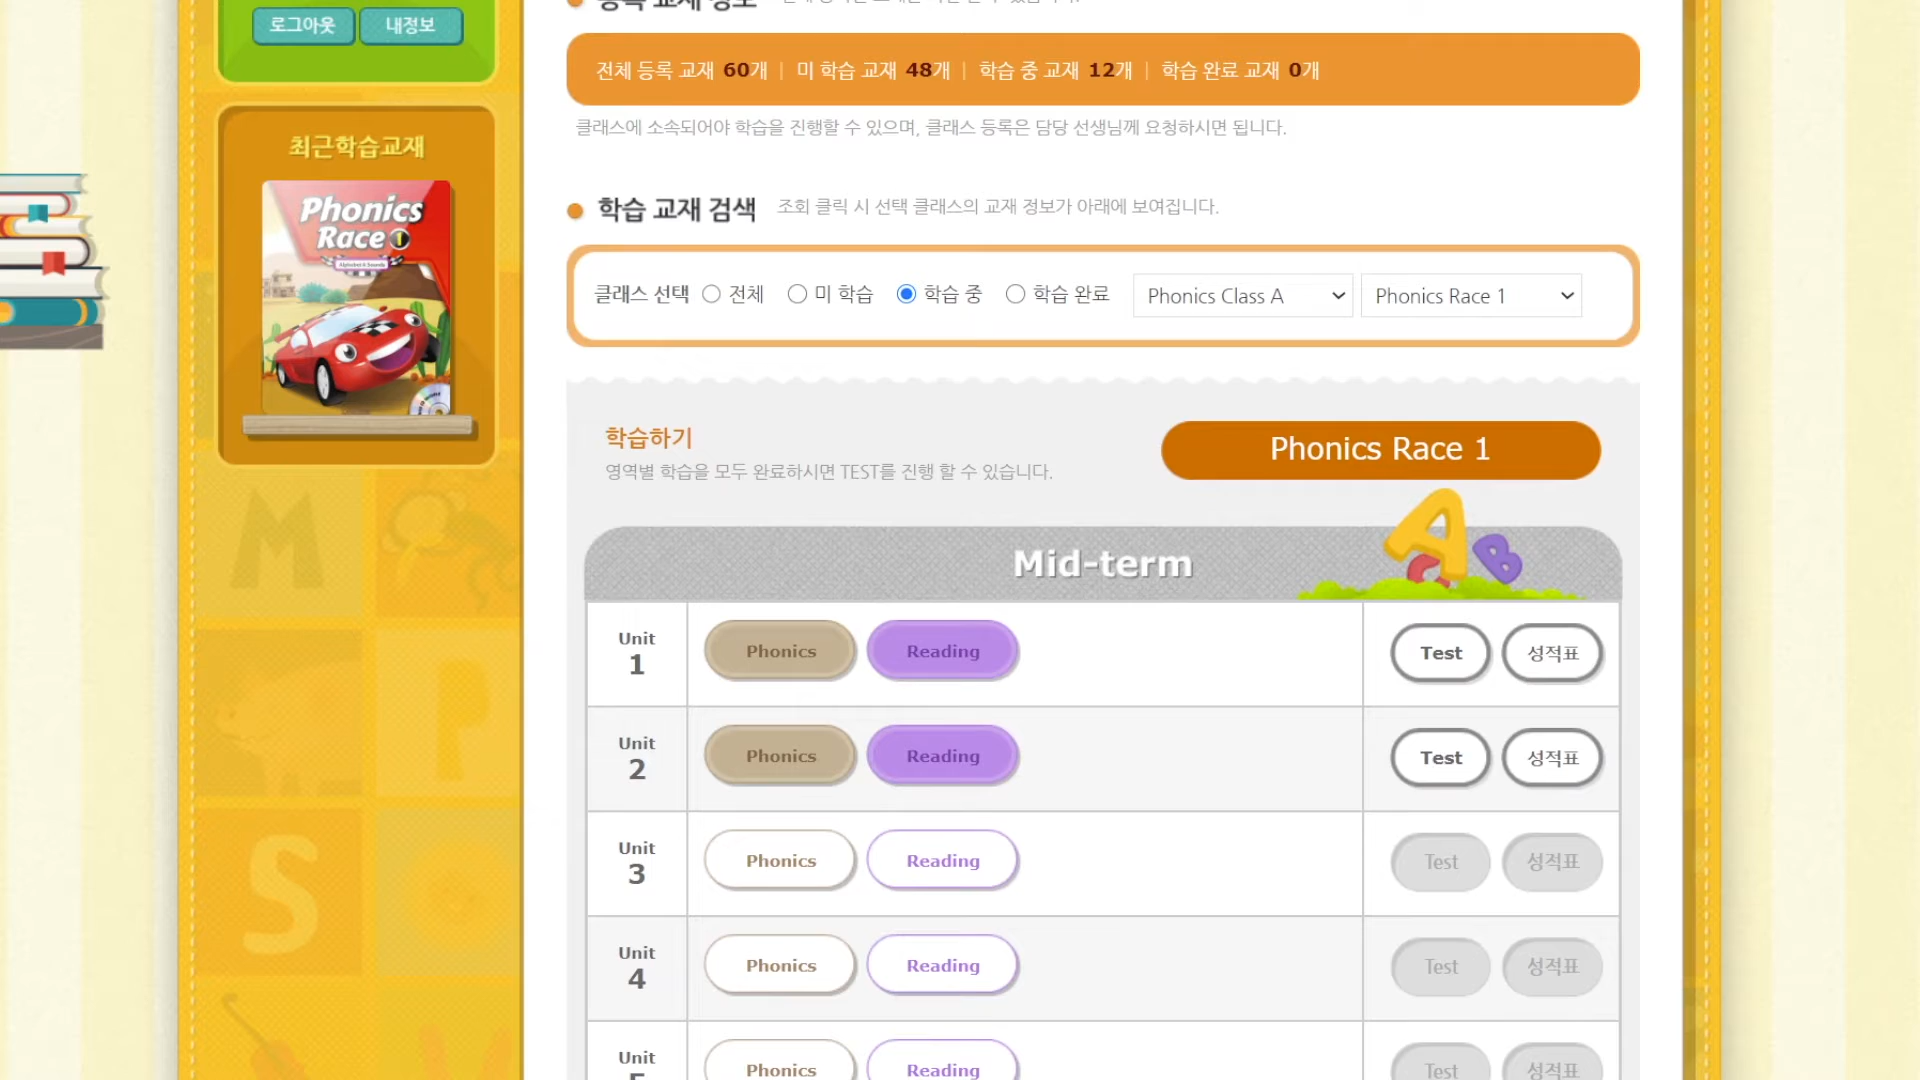 로그아웃 내정보
등록 교재 정보
전체 등록 교재 60개 | 미 학습 교재 48개 | 학습 중 교재 12개 | 학습 완료 교재 0개
클래스에 소속되어야 학습을 진행할 수 있으며, 클래스 등록은 담당 선생님께 요청하시면 됩니다.
최근학습교재
Phonics
Race 1
Alphabet & Sounds
학습 교재 검색 조회 클릭 시 선택 클래스의 교재 정보가 아래에 보여집니다.
클래스 선택 전체 미 학습 학습 중 학습 완료 Phonics Class A Phonics Race 1
학습하기
영역별 학습을 모두 완료하시면 TEST를 진행 할 수 있습니다.
Phonics Race 1
Mid-term
Unit
1
Phonics Reading Test 성적표
Unit
2
Phonics Reading Test 성적표
Unit
3
Phonics Reading Test 성적표
Unit
4
Phonics Reading Test 성적표
Unit
5
Phonics Reading Test 성적표